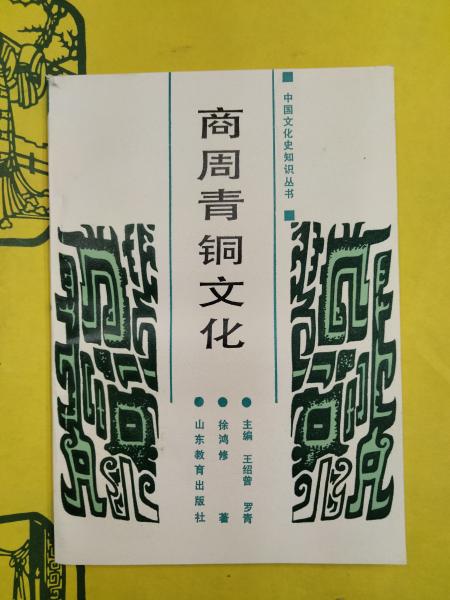 中国文化史知识丛书
商周青铜文化
主编 王绍曾 罗青
徐鸿修 著
山东教育出版社